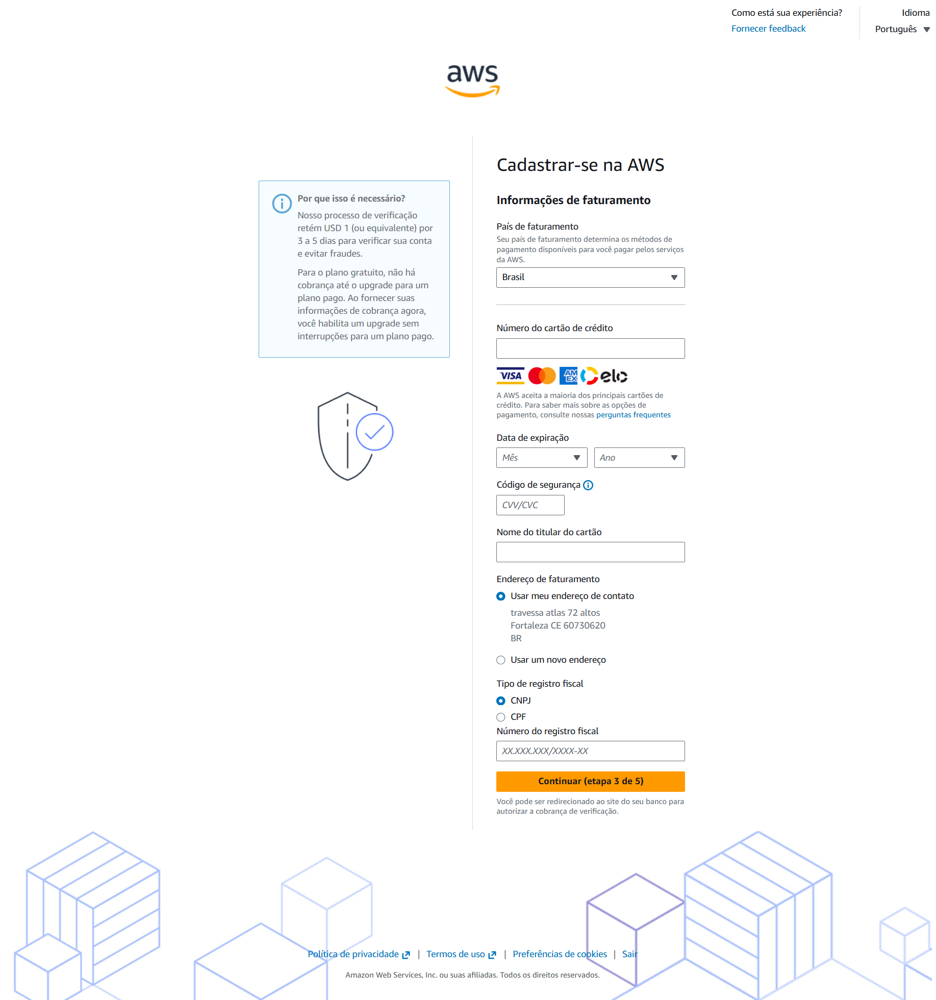 Como está sua experiência?
Fornecer feedback
Idioma
Português
aws
Por que isso é necessário?
Nosso processo de verificação
retém USD 1 (ou equivalente) por
3 a 5 dias para verificar sua conta
e evitar fraudes.
Para o plano gratuito, não há
cobrança até o upgrade para um
plano pago. Ao fornecer suas
informações de cobrança agora,
você habilita um upgrade sem
interrupções para um plano pago.
Cadastrar-se na AWS
Informações de faturamento
País de faturamento
Seu país de faturamento determina os métodos de
pagamento disponíveis para você pagar pelos serviços
da AWS.
Brasil
Número do cartão de crédito
VISA AMEX elo
A AWS aceita a maioria dos principais cartões de
crédito. Para saber mais sobre as opções de
pagamento, consulte nossas perguntas frequentes
Data de expiração
Mês Ano
Código de segurança
CVV/CVC
Nome do titular do cartão
Endereço de faturamento
Usar meu endereço de contato
travessa atlas 72 altos
Fortaleza CE 60730620
BR
Usar um novo endereço
Tipo de registro fiscal
CNPJ
CPF
Número do registro fiscal
XX.XXX.XXX/XXXX-XX
Continuar (etapa 3 de 5)
Você pode ser redirecionado ao site do seu banco para
autorizar a cobrança de verificação.
Política de privacidade | Termos de uso | Preferências de cookies | Sair
Amazon Web Services, Inc. ou suas afiliadas. Todos os direitos reservados.